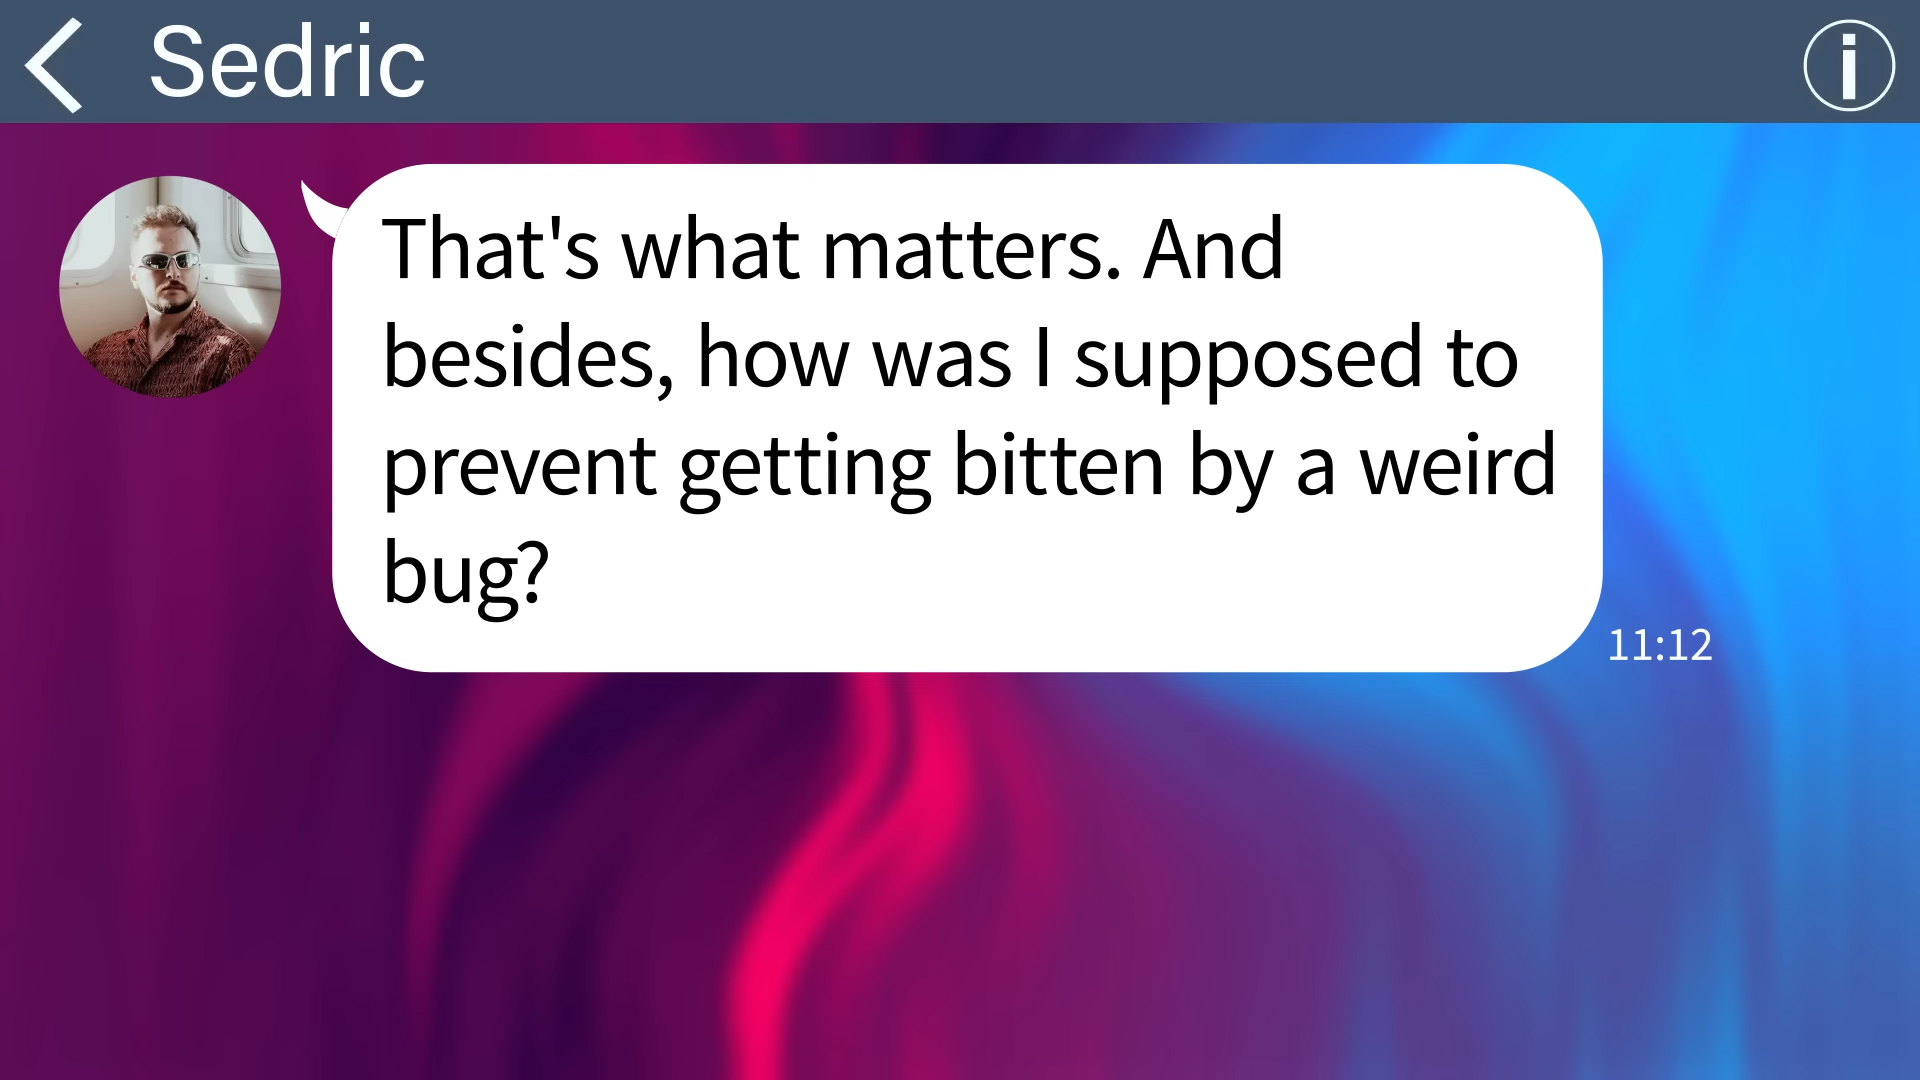 Sedric
That's what matters. And
besides, how was I supposed to
prevent getting bitten by a weird
bug?
11:12